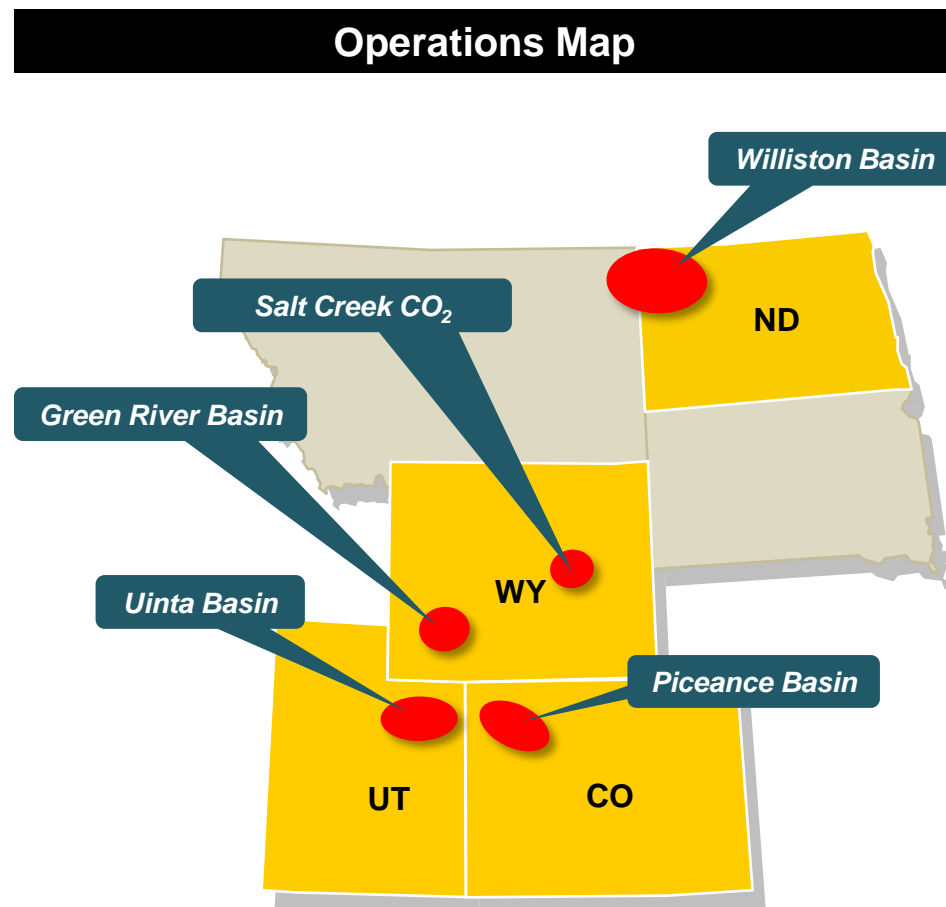 Operations Map
Williston Basin
Salt Creek CO₂
ND
Green River Basin
WY
Uinta Basin
Piceance Basin
UT
CO